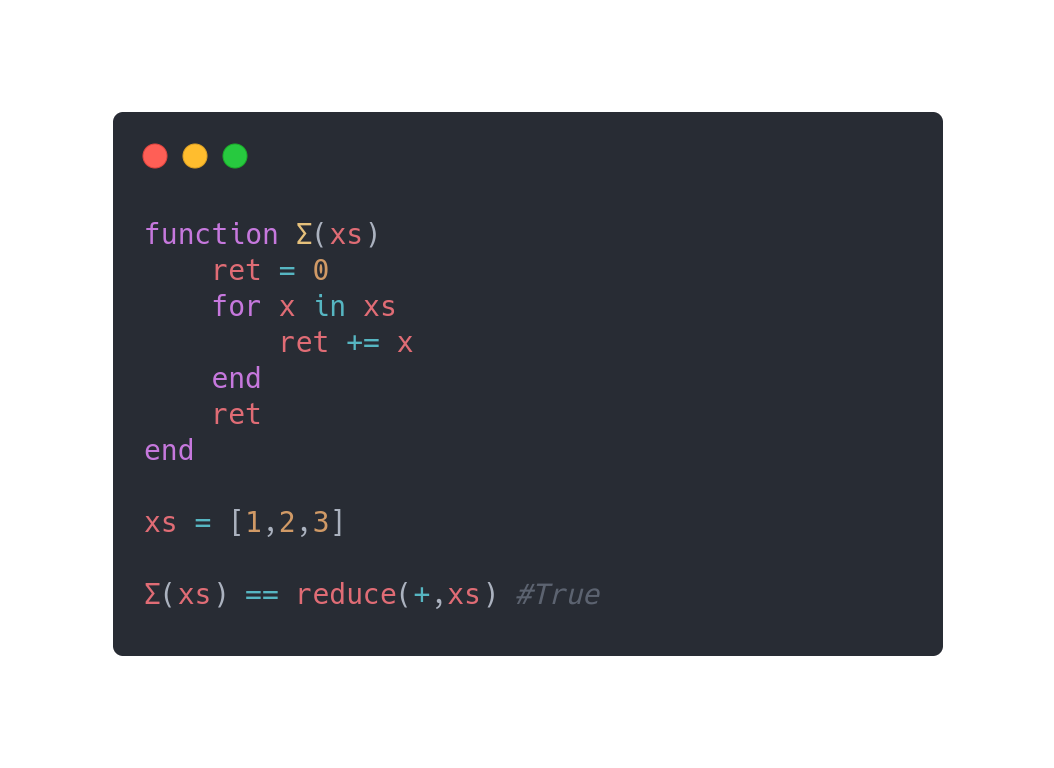 function Σ(xs)
    ret = 0
    for x in xs
        ret += x
    end
    ret
end

xs = [1,2,3]

Σ(xs) == reduce(+,xs) #True